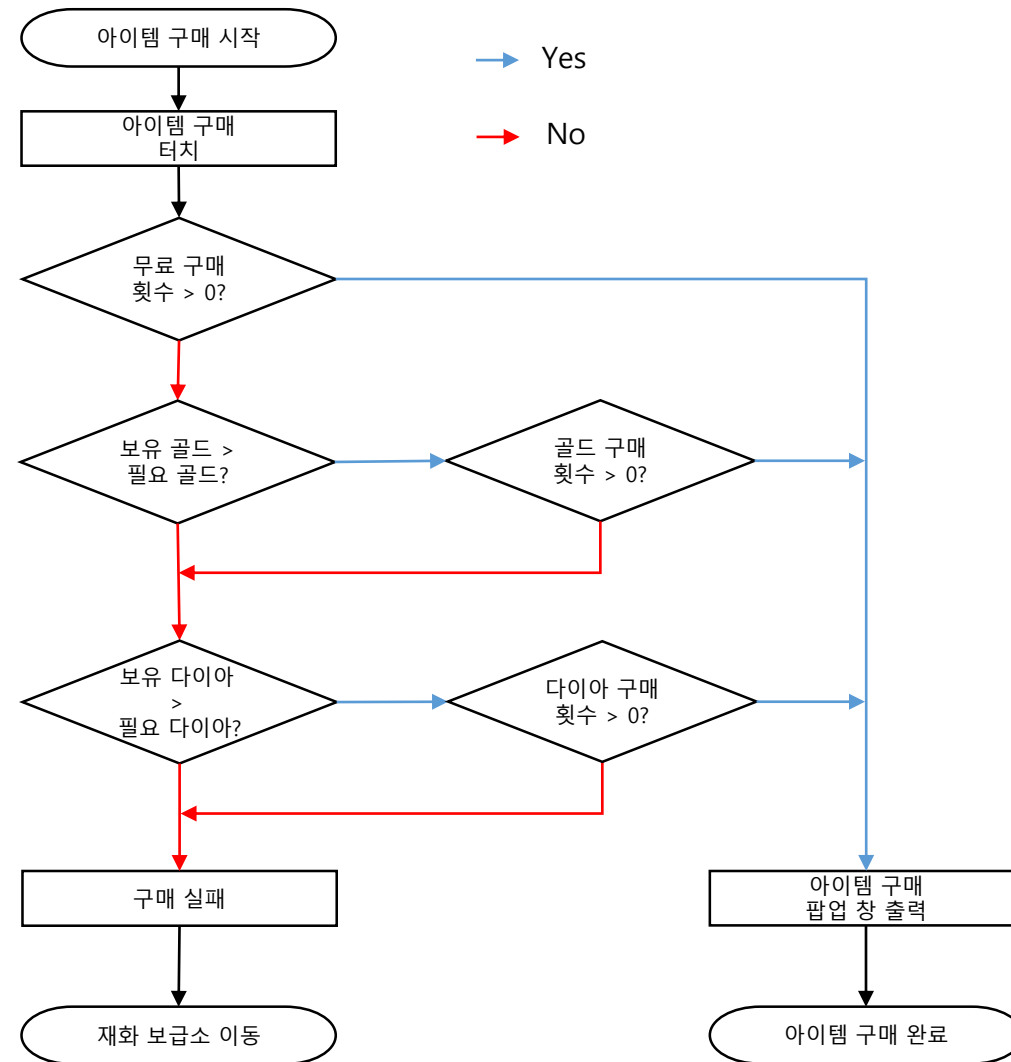 아이템 구매 시작
Yes
No
아이템 구매
터치
무료 구매
횟수 > 0?
보유 골드 >
필요 골드?
골드 구매
횟수 > 0?
보유 다이아
>
필요 다이아?
다이아 구매
횟수 > 0?
구매 실패
아이템 구매
팝업 창 출력
재화 보급소 이동
아이템 구매 완료